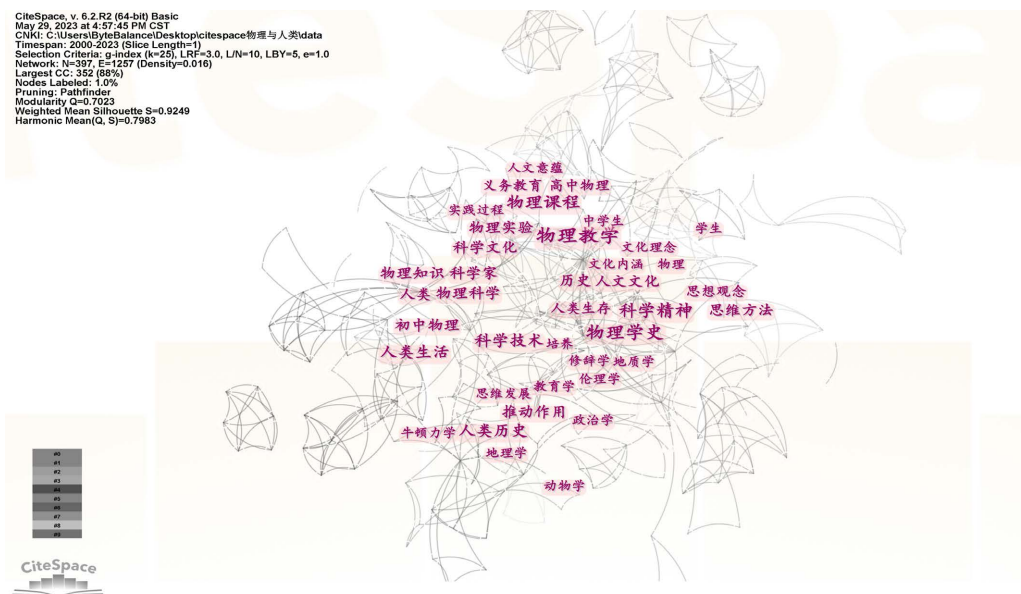 CiteSpace, v. 6.2.R2 (64-bit) Basic
May 29, 2023 at 4:57:45 PM CST
CNKI: C:\Users\ByteBalance\Desktop\citespace物理与人类\data
Timespan: 2000-2023 (Slice Length=1)
Selection Criteria: g-index (k=25), LRF=3.0, L/N=10, LBY=5, e=1.0
Network: N=397, E=1257 (Density=0.016)
Largest CC: 352 (88%)
Nodes Labeled: 1.0%
Pruning: Pathfinder
Modularity Q=0.7023
Weighted Mean Silhouette S=0.9249
Harmonic Mean(Q, S)=0.7983
人文意蕴
义务教育 高中物理
实践过程 物理课程
物理实验 中学生
物理教学 学生
科学文化 文化理念
文化内涵 物理
物理知识 科学家
历史 人文文化
人类 物理科学
思想观念
人类生存 科学精神 思维方法
初中物理
物理学史
科学技术 培养
人类生活
修辞学 地质学
伦理学
思维发展 教育学
推动作用
政治学
牛顿力学 人类历史
地理学
动物学
#0
#1
#2
#3
#4
#5
#6
#7
#8
#9
CiteSpace